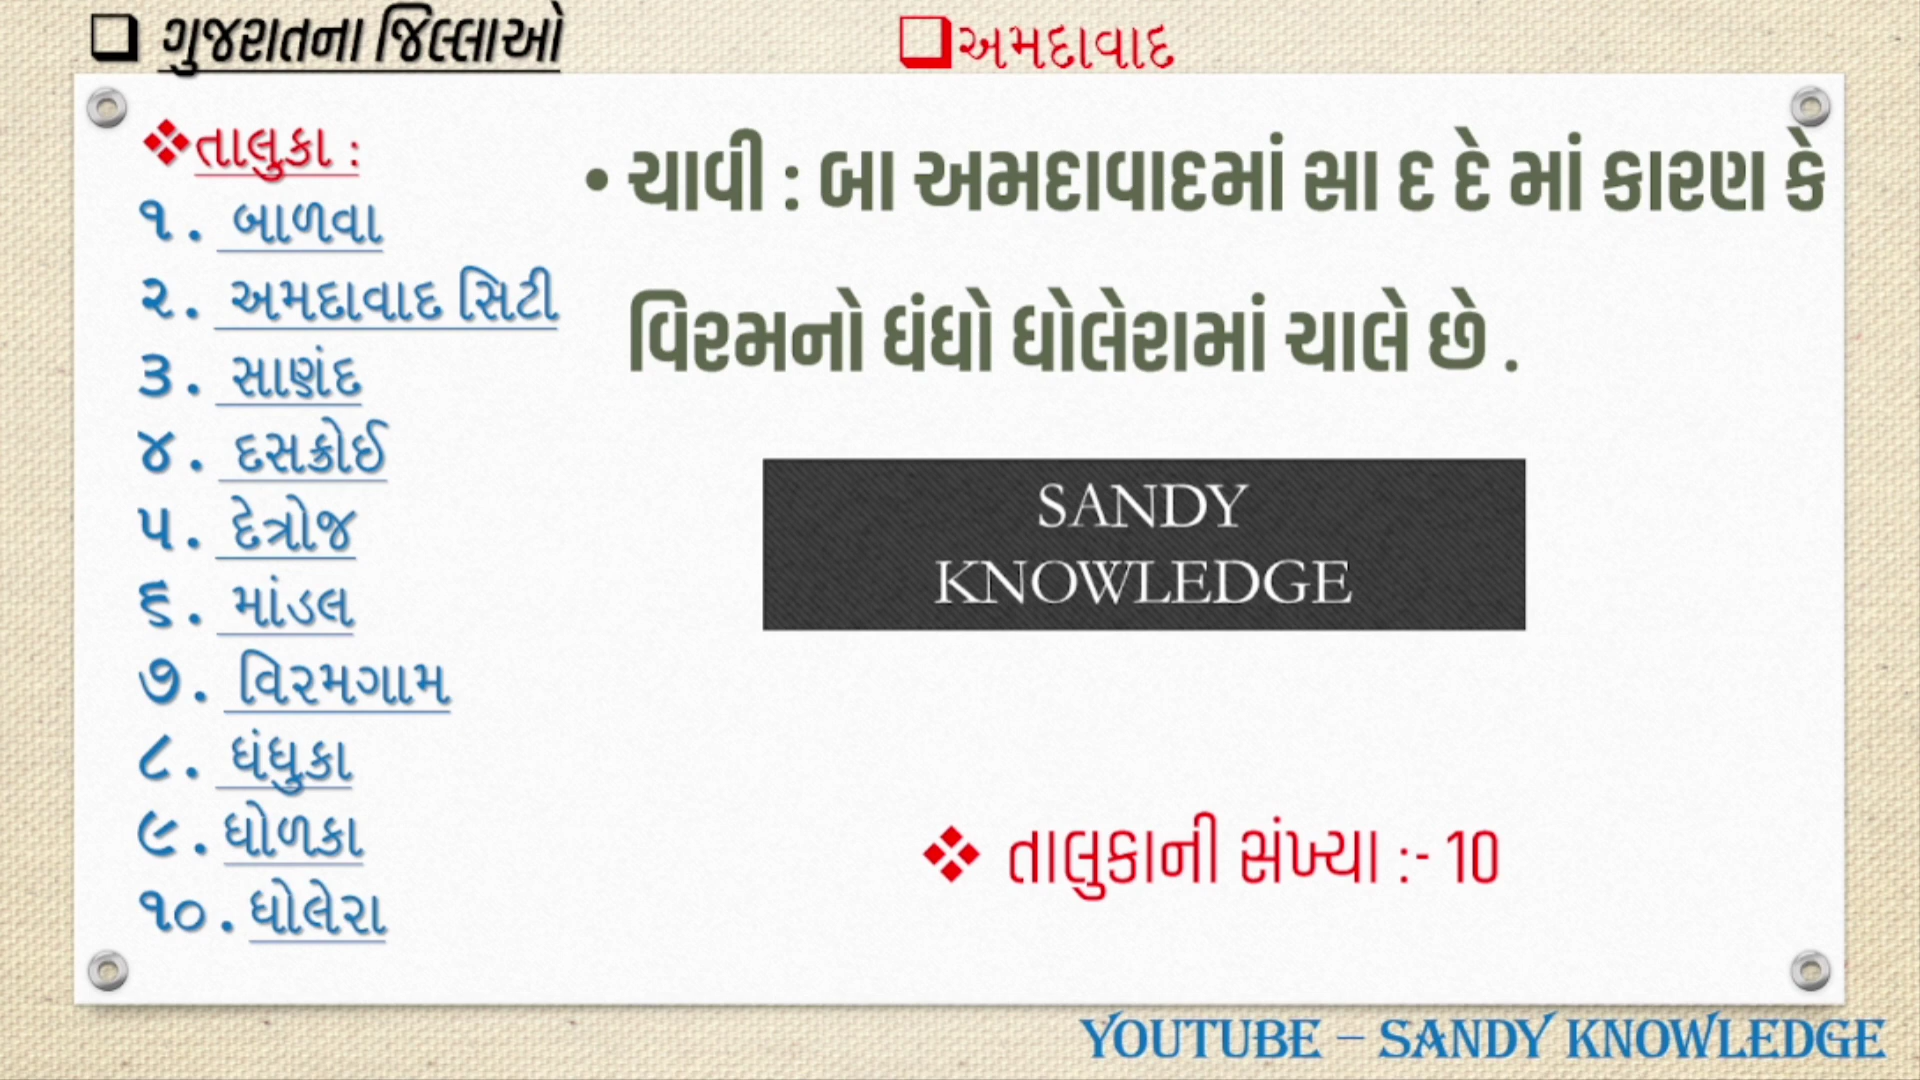 ❑ ગુજરાતના જિલ્લાઓ
❑અમદાવાદ
❖તાલુકા :
૧. બાળવા
૨. અમદાવાદ સિટી
૩. સાણંદ
૪. દસક્રોઈ
૫. દેત્રોજ
૬. માંડલ
૭. વિરમગામ
૮. ધંધુકા
૯. ધોળકા
૧૦. ધોલેરા
• ચાવી : બા અમદાવાદમાં સા દ દે માં કારણ કે
વિરમનો ધંધો ધોલેરામાં ચાલે છે .
SANDY
KNOWLEDGE
❖ તાલુકાની સંખ્યા :- 10
YOUTUBE – SANDY KNOWLEDGE